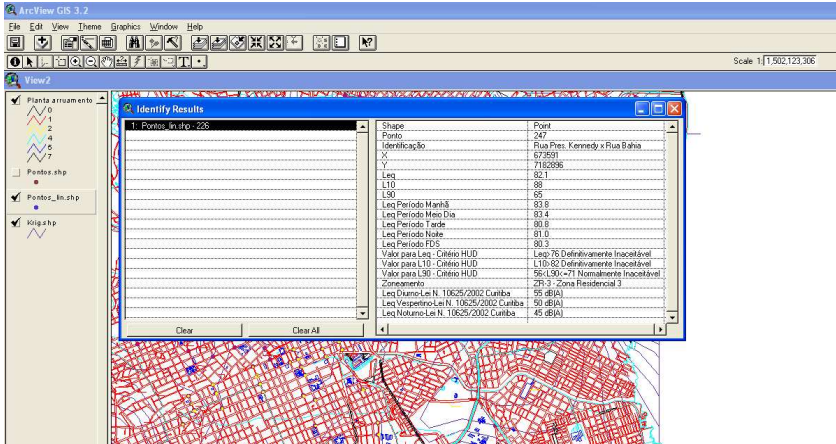 ArcView GIS 3.2
File Edit View Theme Graphics Window Help
Scale 1: 1,502,123,306
View2
Planta arruamento
0
1
2
4
6
7
Pontos.shp
Pontos_lin.shp
Krig.shp
Identify Results
1: Pontos_lin.shp - 226
Shape Point
Ponto 247
Identificação Rua Pres. Kennedy x Rua Bahia
X 673591
Y 7182896
Leq 82.1
L10 88
L90 65
Leq Período Manhã 83.8
Leq Período Meio Dia 83.4
Leq Período Tarde 80.8
Leq Período Noite 81.0
Leq Período FDS 80.3
Valor para Leq - Critério HUD Leq>76 Definitivamente Inaceitável
Valor para L10 - Critério HUD L10>82 Definitivamente Inaceitável
Valor para L90 - Critério HUD 56<L90<=71 Normalmente Inaceitável
Zoneamento ZR-3 - Zona Residencial 3
Leq Diurno-Lei N. 10625/2002 Curitiba 55 dB(A)
Leq Vespertino-Lei N. 10625/2002 Curitiba 50 dB(A)
Leq Noturno-Lei N. 10625/2002 Curitiba 45 dB(A)
Clear Clear All